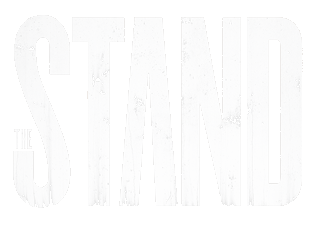 THE
STAND